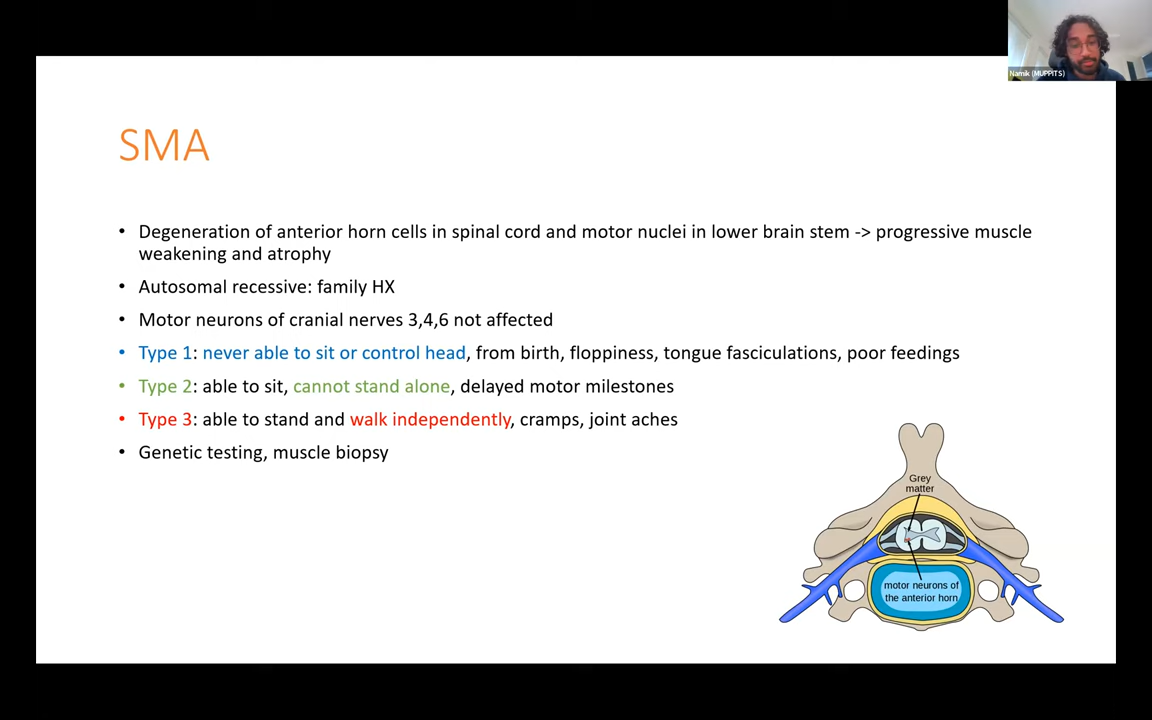 Namik (MUPPITS)
SMA
• Degeneration of anterior horn cells in spinal cord and motor nuclei in lower brain stem -> progressive muscle
weakening and atrophy
• Autosomal recessive: family HX
• Motor neurons of cranial nerves 3,4,6 not affected
• Type 1: never able to sit or control head, from birth, floppiness, tongue fasciculations, poor feedings
• Type 2: able to sit, cannot stand alone, delayed motor milestones
• Type 3: able to stand and walk independently, cramps, joint aches
• Genetic testing, muscle biopsy
Grey
matter
motor neurons of
the anterior horn